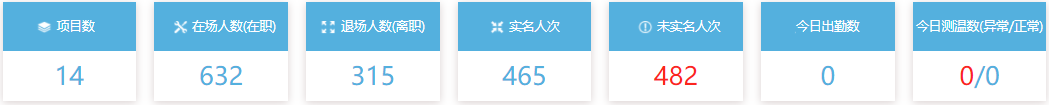 项目数
14
在场人数(在职)
632
退场人数(离职)
315
实名人次
465
未实名人次
482
今日出勤数
0
今日测温数(异常/正常)
0/0